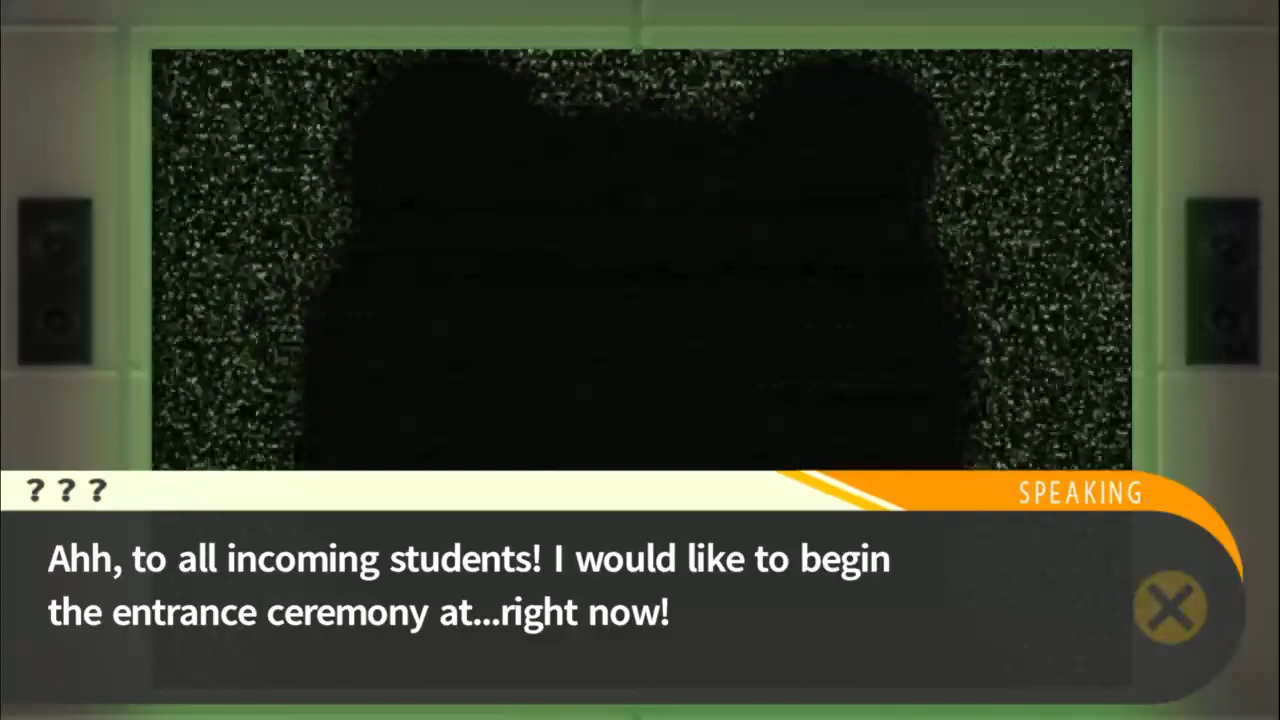 ? ? ?
SPEAKING
Ahh, to all incoming students! I would like to begin
the entrance ceremony at...right now!